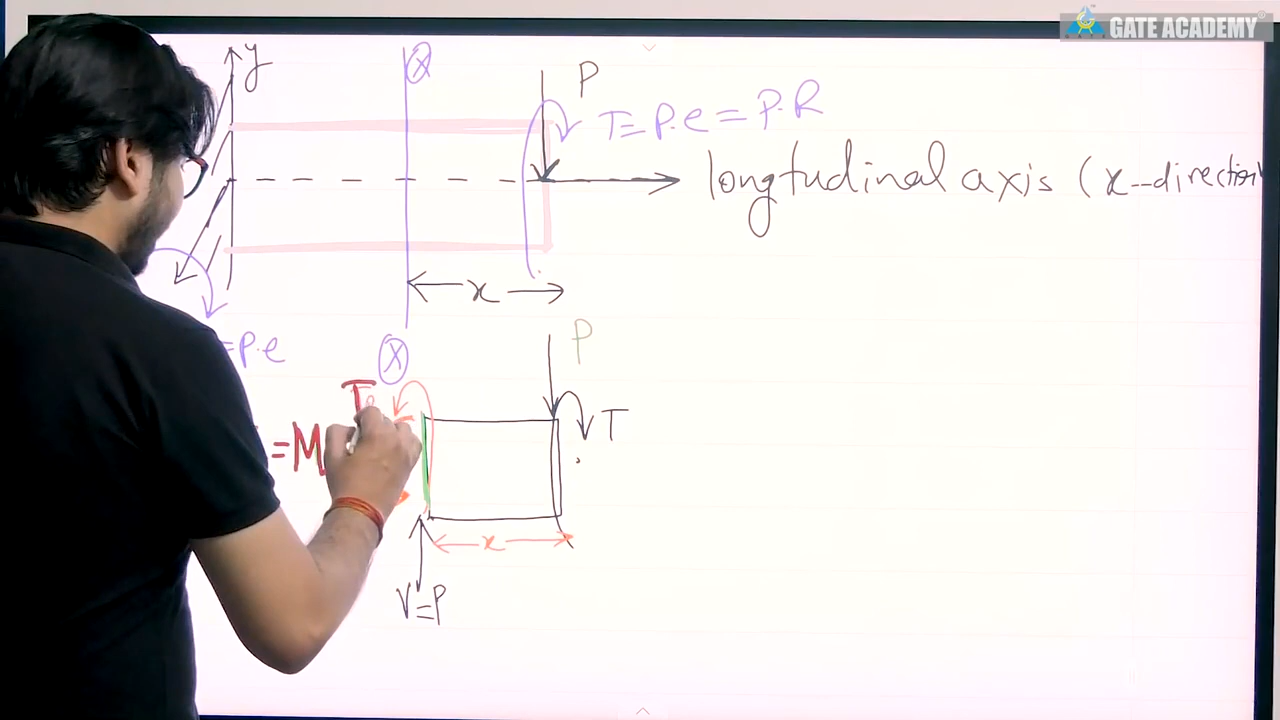 GATE ACADEMY
y
X
P
T=P.e=P.R
longtudinal axis (x-direction
x
=P.e
X
P
T
=M
T
x
V=P